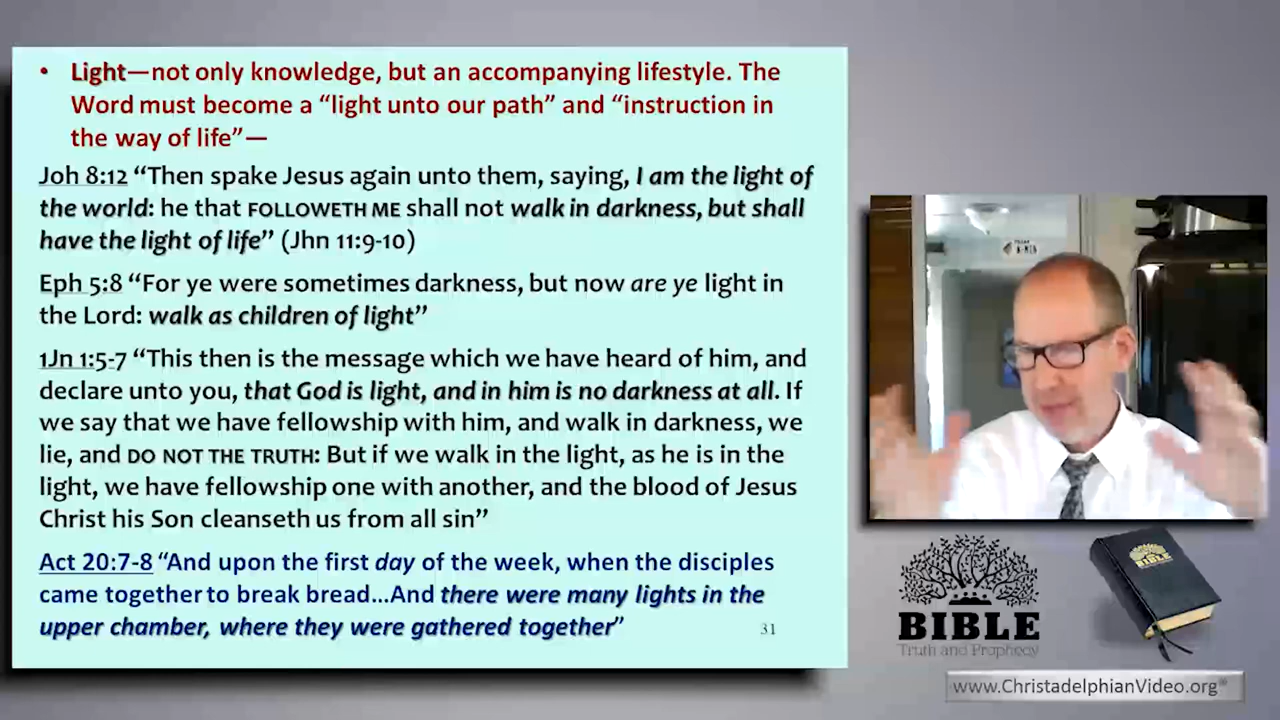 • Light—not only knowledge, but an accompanying lifestyle. The
Word must become a “light unto our path” and “instruction in
the way of life”—
Joh 8:12 “Then spake Jesus again unto them, saying, I am the light of
the world: he that FOLLOWETH ME shall not walk in darkness, but shall
have the light of life” (Jhn 11:9-10)
Eph 5:8 “For ye were sometimes darkness, but now are ye light in
the Lord: walk as children of light”
1Jn 1:5-7 “This then is the message which we have heard of him, and
declare unto you, that God is light, and in him is no darkness at all. If
we say that we have fellowship with him, and walk in darkness, we
lie, and DO NOT THE TRUTH: But if we walk in the light, as he is in the
light, we have fellowship one with another, and the blood of Jesus
Christ his Son cleanseth us from all sin”
Act 20:7-8 “And upon the first day of the week, when the disciples
came together to break bread...And there were many lights in the
upper chamber, where they were gathered together”
31
BIBLE
Truth and Prophecy
BIBLE
www.ChristadelphianVideo.org®